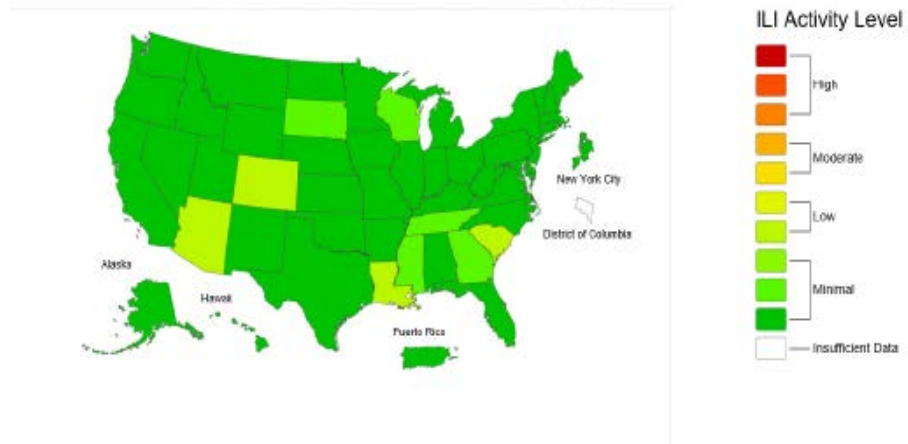 ILI Activity Level
High
Moderate
Low
Minimal
Insufficient Data
New York City
District of Columbia
Alaska
Hawaii
Puerto Rico